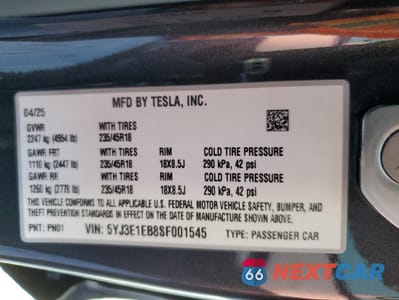 MFD BY TESLA, INC.
04/25
GVWR WITH TIRES
2247 kg (4954 lb) 235/45R18
GAWR FRT WITH TIRES RIM COLD TIRE PRESSURE
1110 kg (2447 lb) 235/45R18 18X8.5J 290 kPa, 42 psi
GAWR RR WITH TIRES RIM COLD TIRE PRESSURE
1260 kg (2778 lb) 235/45R18 18X8.5J 290 kPa, 42 psi
THIS VEHICLE CONFORMS TO ALL APPLICABLE U.S. FEDERAL MOTOR VEHICLE SAFETY, BUMPER, AND
THEFT PREVENTION STANDARDS IN EFFECT ON THE DATE OF MANUFACTURE SHOWN ABOVE.
PNT CD: PN01 VIN: 5YJ3E1EB8SF001545 TYPE: PASSENGER CAR
66 NEXTCAR